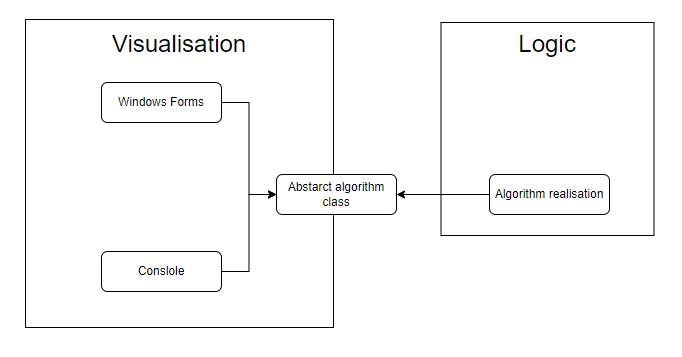 Visualisation
Logic
Windows Forms
Abstarct algorithm
class
Algorithm realisation
Conslole